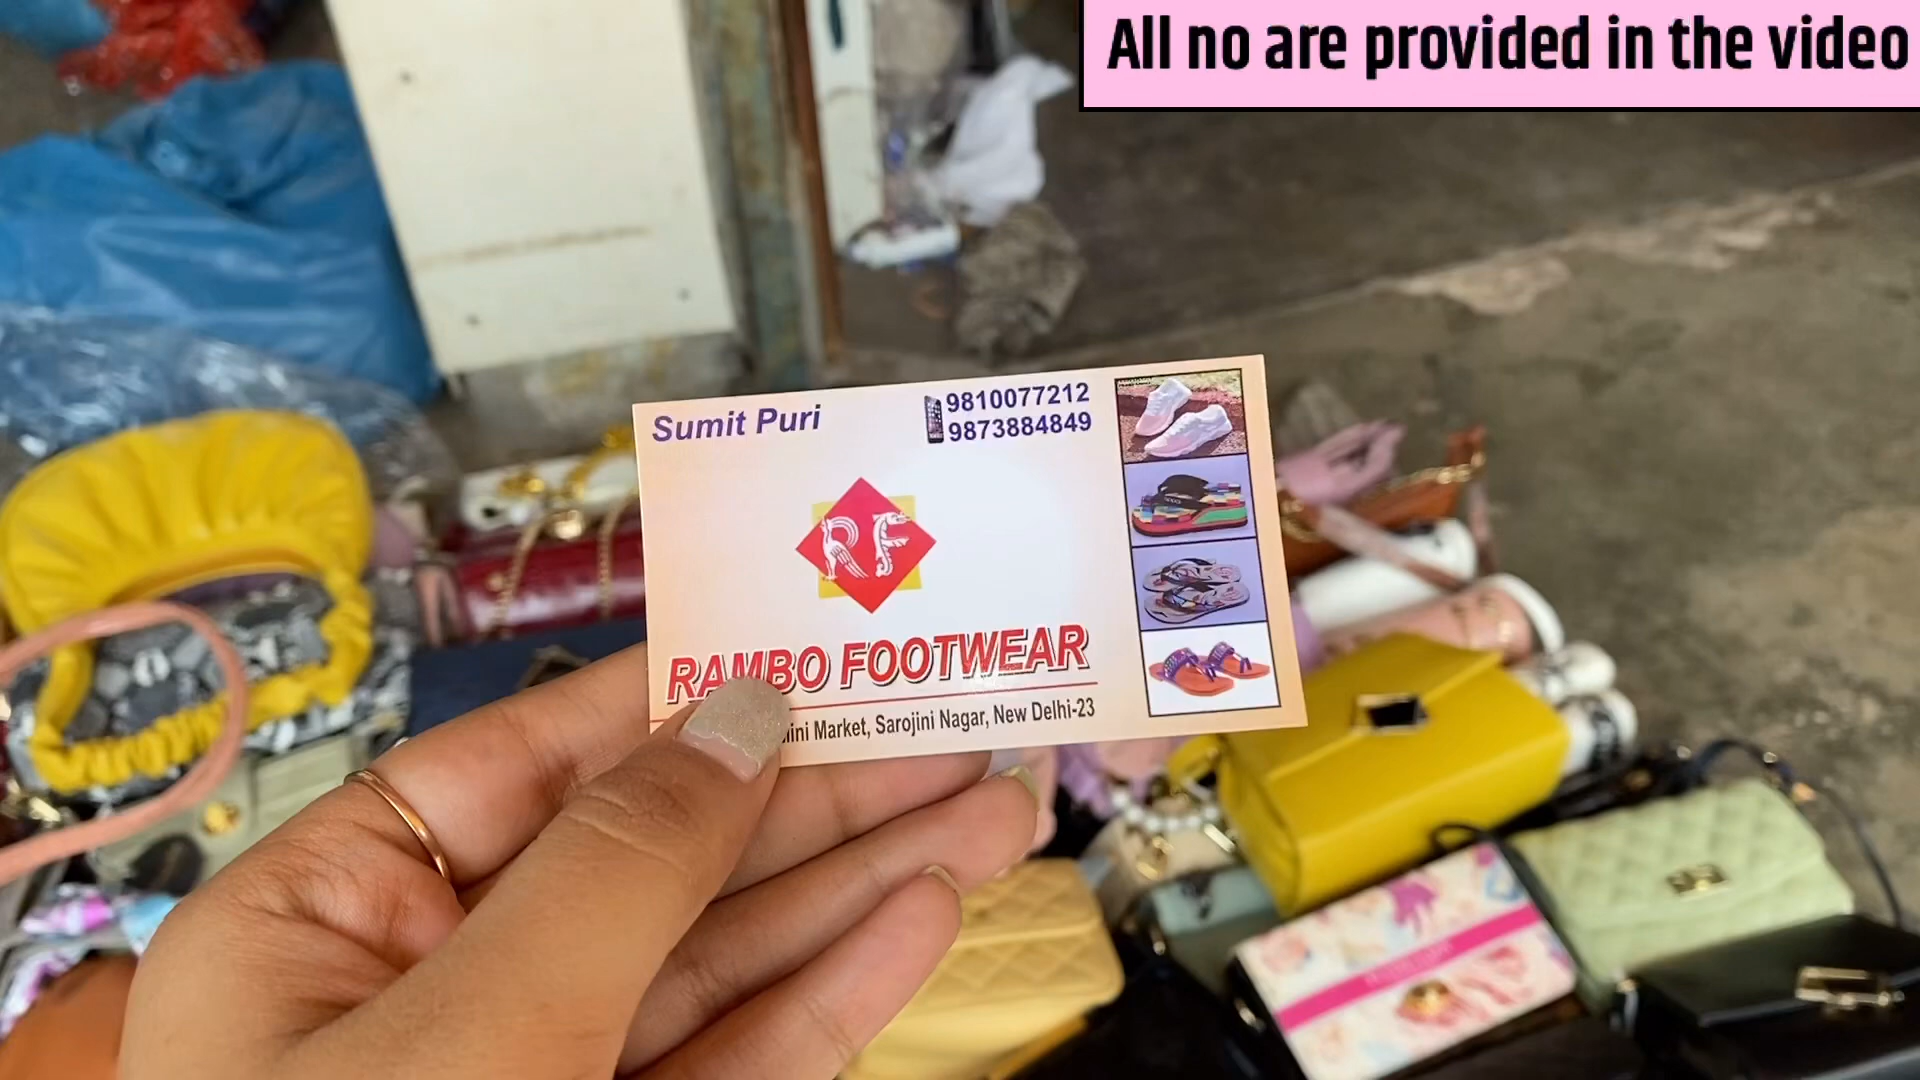 All no are provided in the video
Sumit Puri
9810077212
9873884849
RF
RAMBO FOOTWEAR
Market, Sarojini Nagar, New Delhi-23